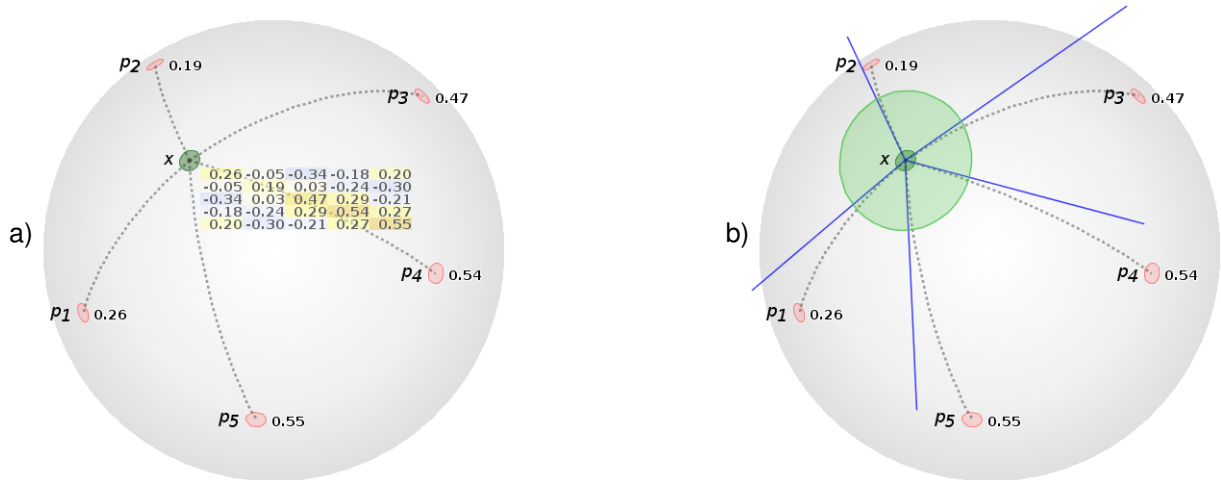 a)
p2 0.19
p3 0.47
x
0.26 -0.05 -0.34 -0.18 0.20
-0.05 0.19 0.03 -0.24 -0.30
-0.34 0.03 0.47 0.29 -0.21
-0.18 -0.24 0.29 0.54 0.27
0.20 -0.30 -0.21 0.27 0.55
p4 0.54
p1 0.26
p5 0.55
b)
p2 0.19
p3 0.47
x
p4 0.54
p1 0.26
p5 0.55